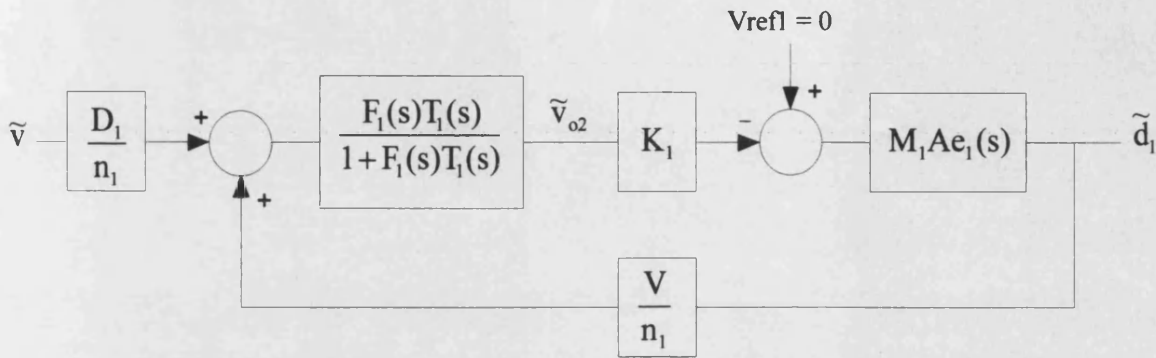 Vref1 = 0
+
ṽ
D₁
n₁
+
+
F₁(s)T₁(s)
1+F₁(s)T₁(s)
ṽₒ₂
K₁
-
M₁Ae₁(s)
d̃₁
V
n₁